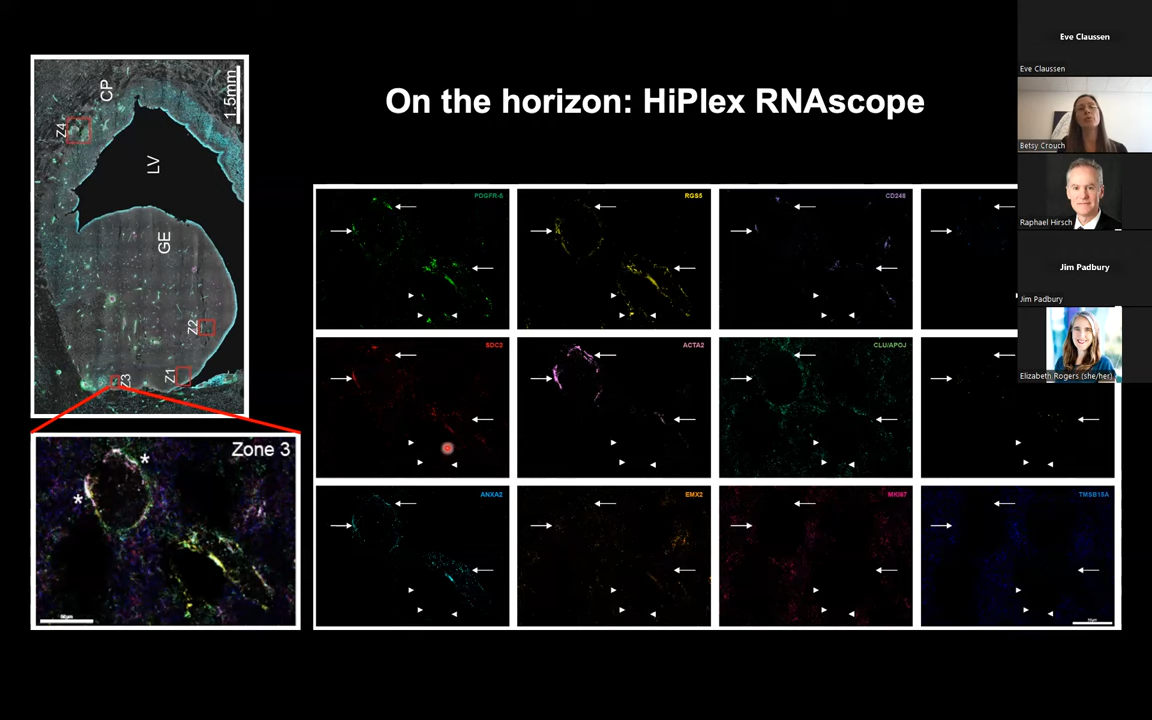 On the horizon: HiPlex RNAscope
CP
1.5mm
Z4
LV
GE
Z2
Z3
Z1
Zone 3
*
*
PDGFR-β
RGS5
CD248
SDC2
ACTA2
CLU/APOJ
ANXA2
EMX2
MKI67
TMSB15A
Eve Claussen
Eve Claussen
Betsy Crouch
Raphael Hirsch
Jim Padbury
Jim Padbury
Elizabeth Rogers (she/her)